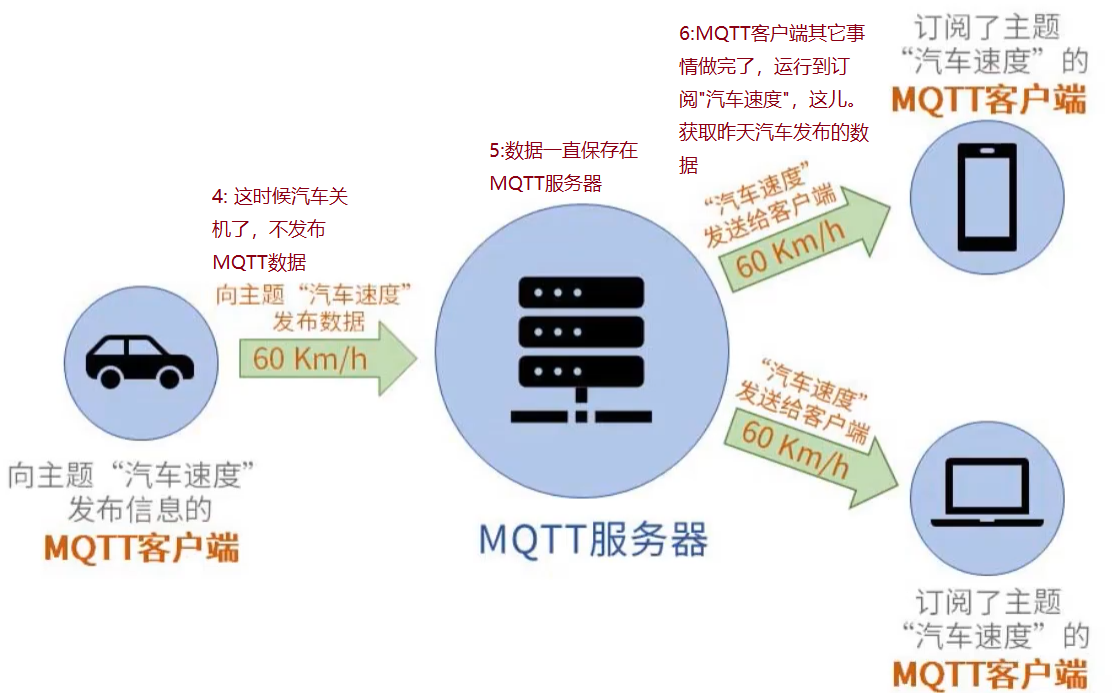 6:MQTT客户端其它事
情做完了，运行到订
阅"汽车速度"，这儿。
获取昨天汽车发布的数
据
订阅了主题
“汽车速度” 的
MQTT客户端
5:数据一直保存在
MQTT服务器
4: 这时候汽车关
机了，不发布
MQTT数据
“汽车速度”
发送给客户端
60 Km/h
向主题“汽车速度”
发布数据
60 Km/h
“汽车速度”
发送给客户端
60 Km/h
向主题“汽车速度”
发布信息的
MQTT客户端
MQTT服务器
订阅了主题
“汽车速度” 的
MQTT客户端